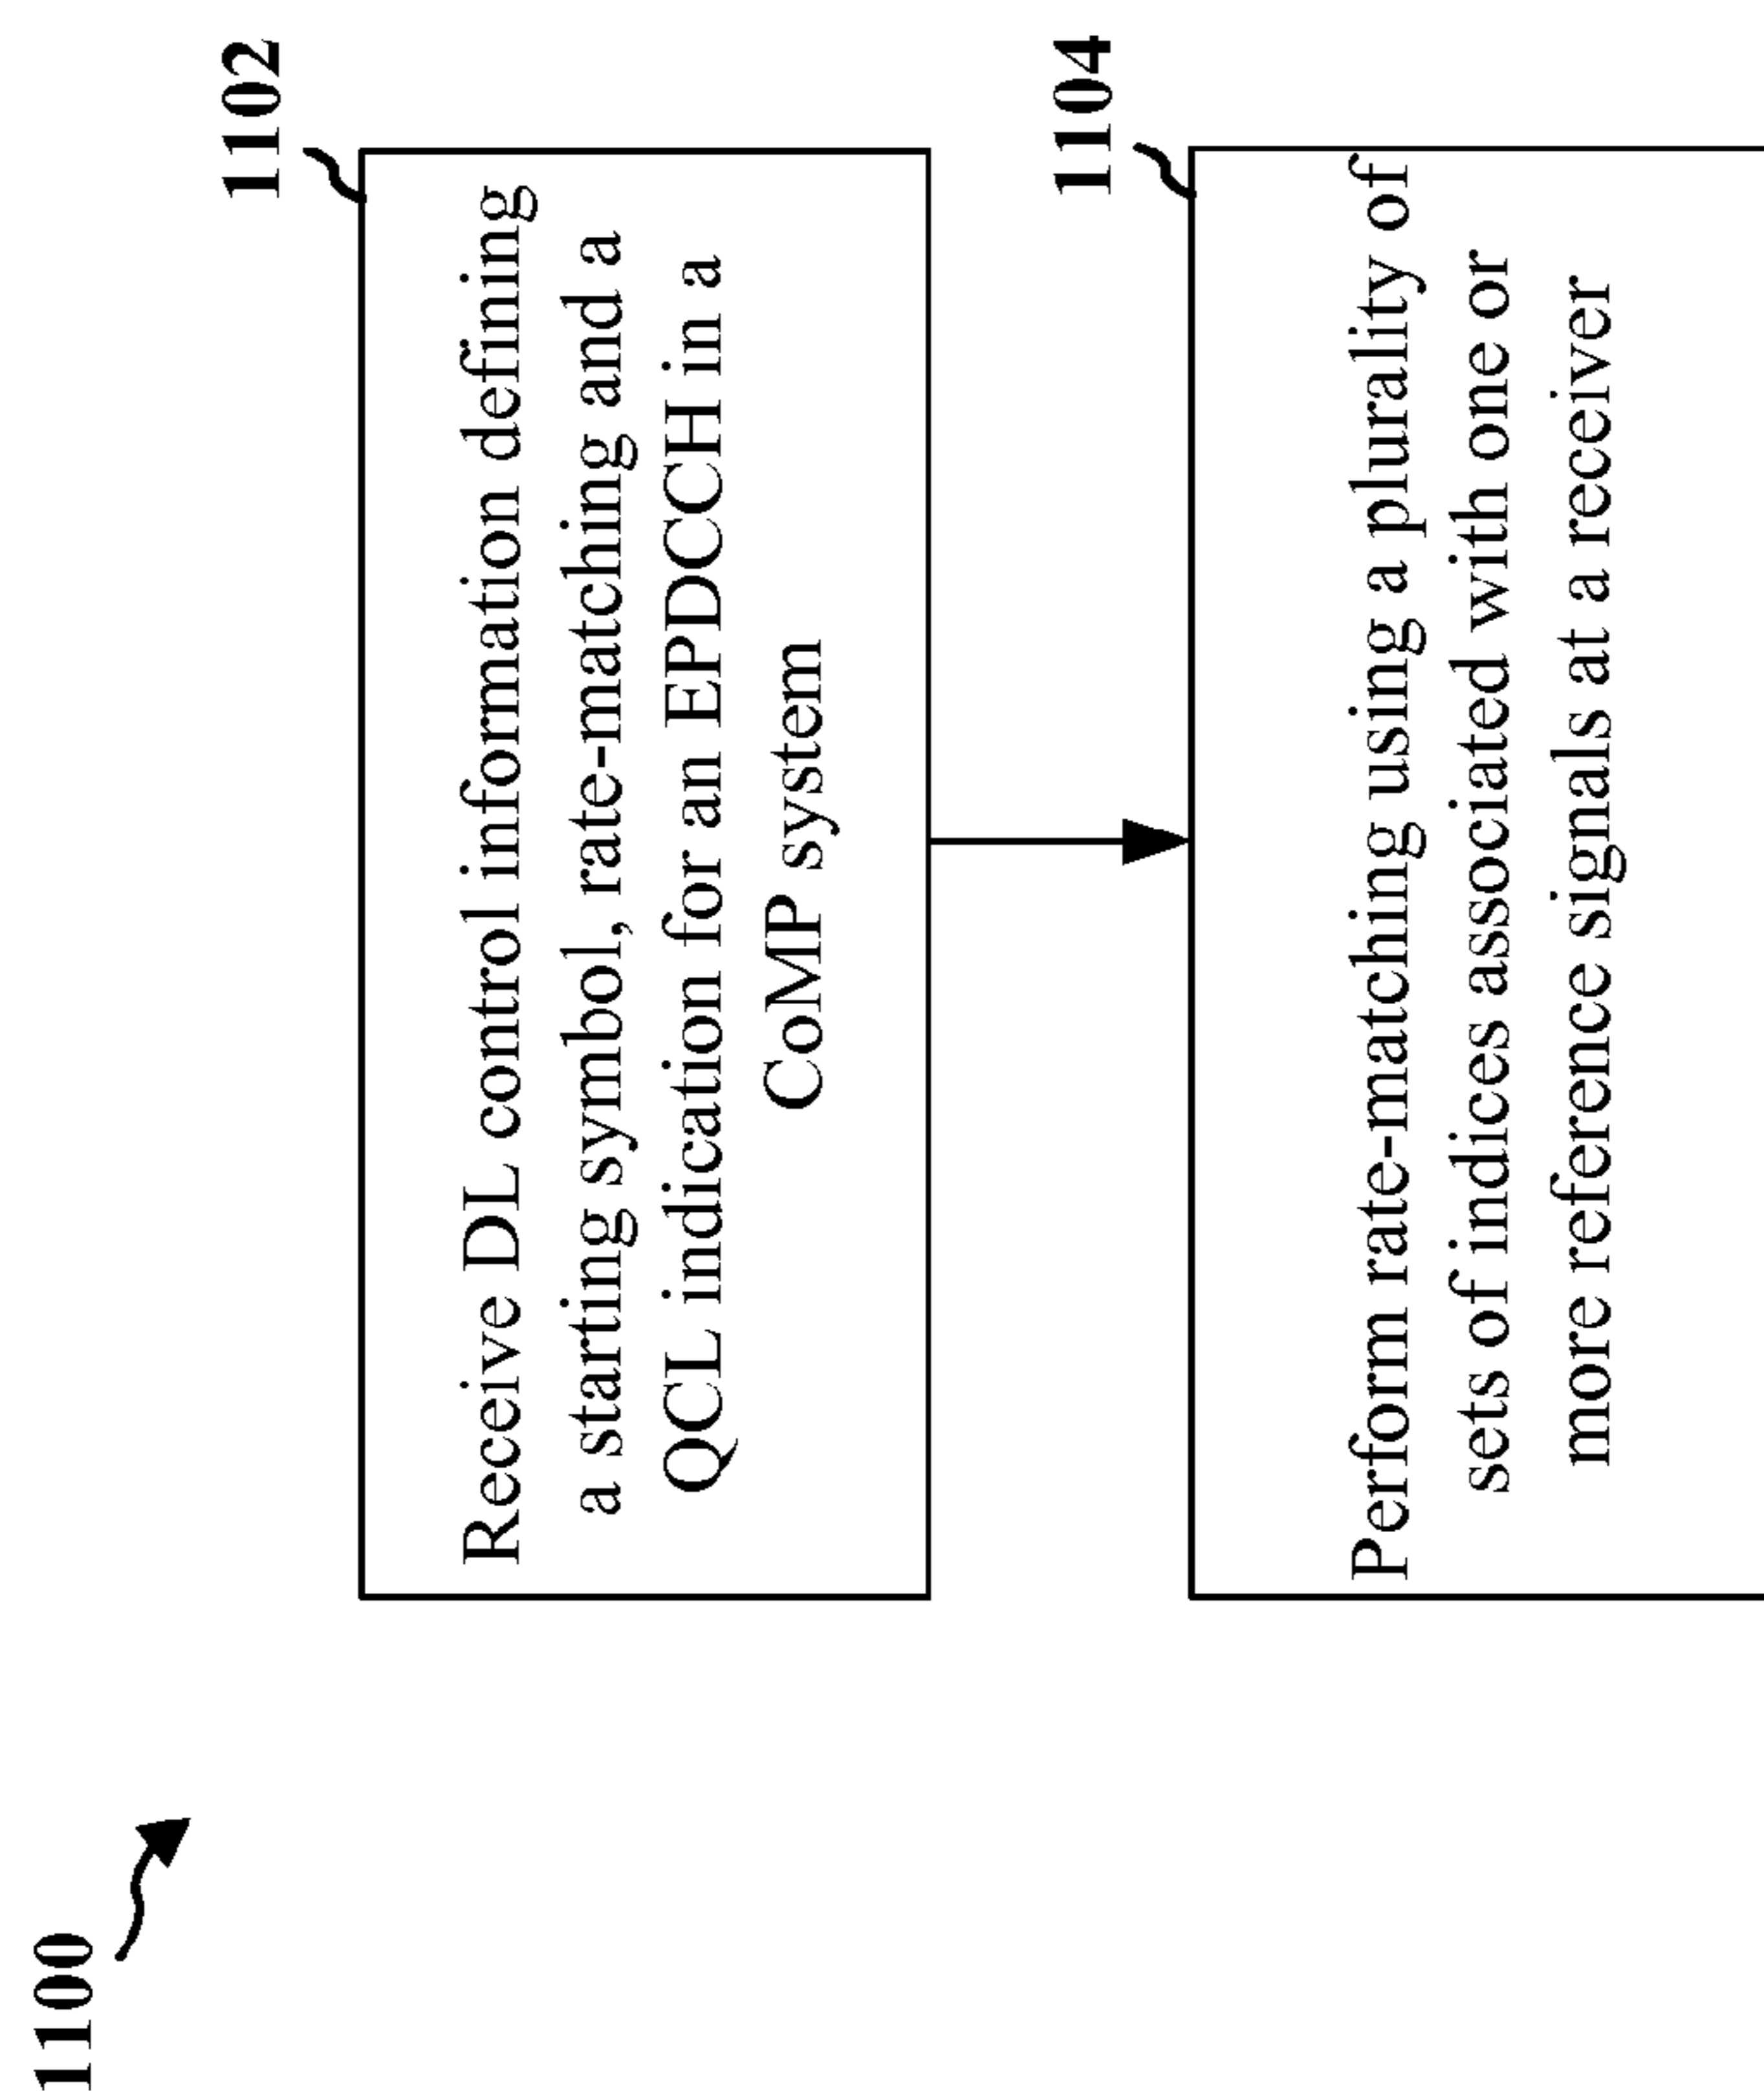 1100
1102
Receive DL control information defining
a starting symbol, rate-matching and a
QCL indication for an EPDCCH in a
CoMP system
1104
Perform rate-matching using a plurality of
sets of indices associated with one or
more reference signals at a receiver